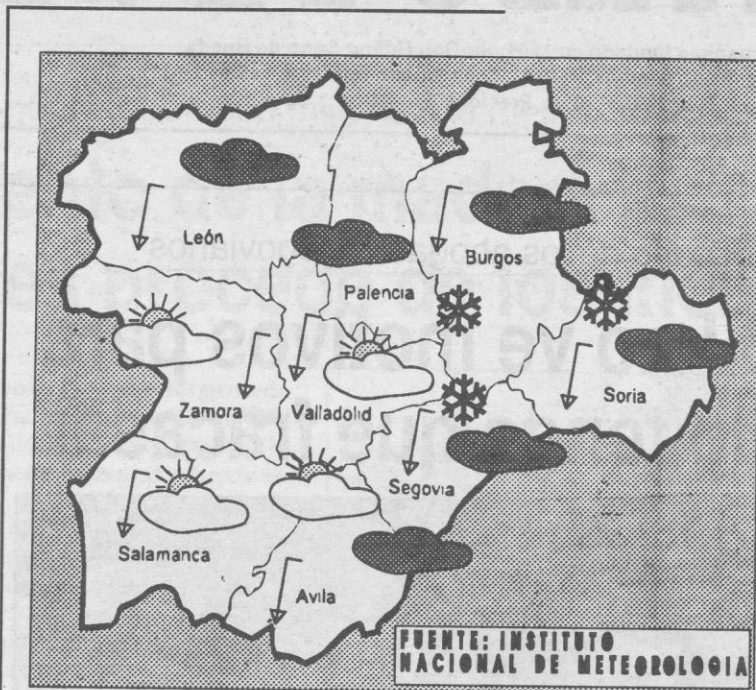 León
Burgos
Palencia
Soria
Zamora
Valladolid
Segovia
Salamanca
Avila
FUENTE: INSTITUTO
NACIONAL DE METEOROLOGIA